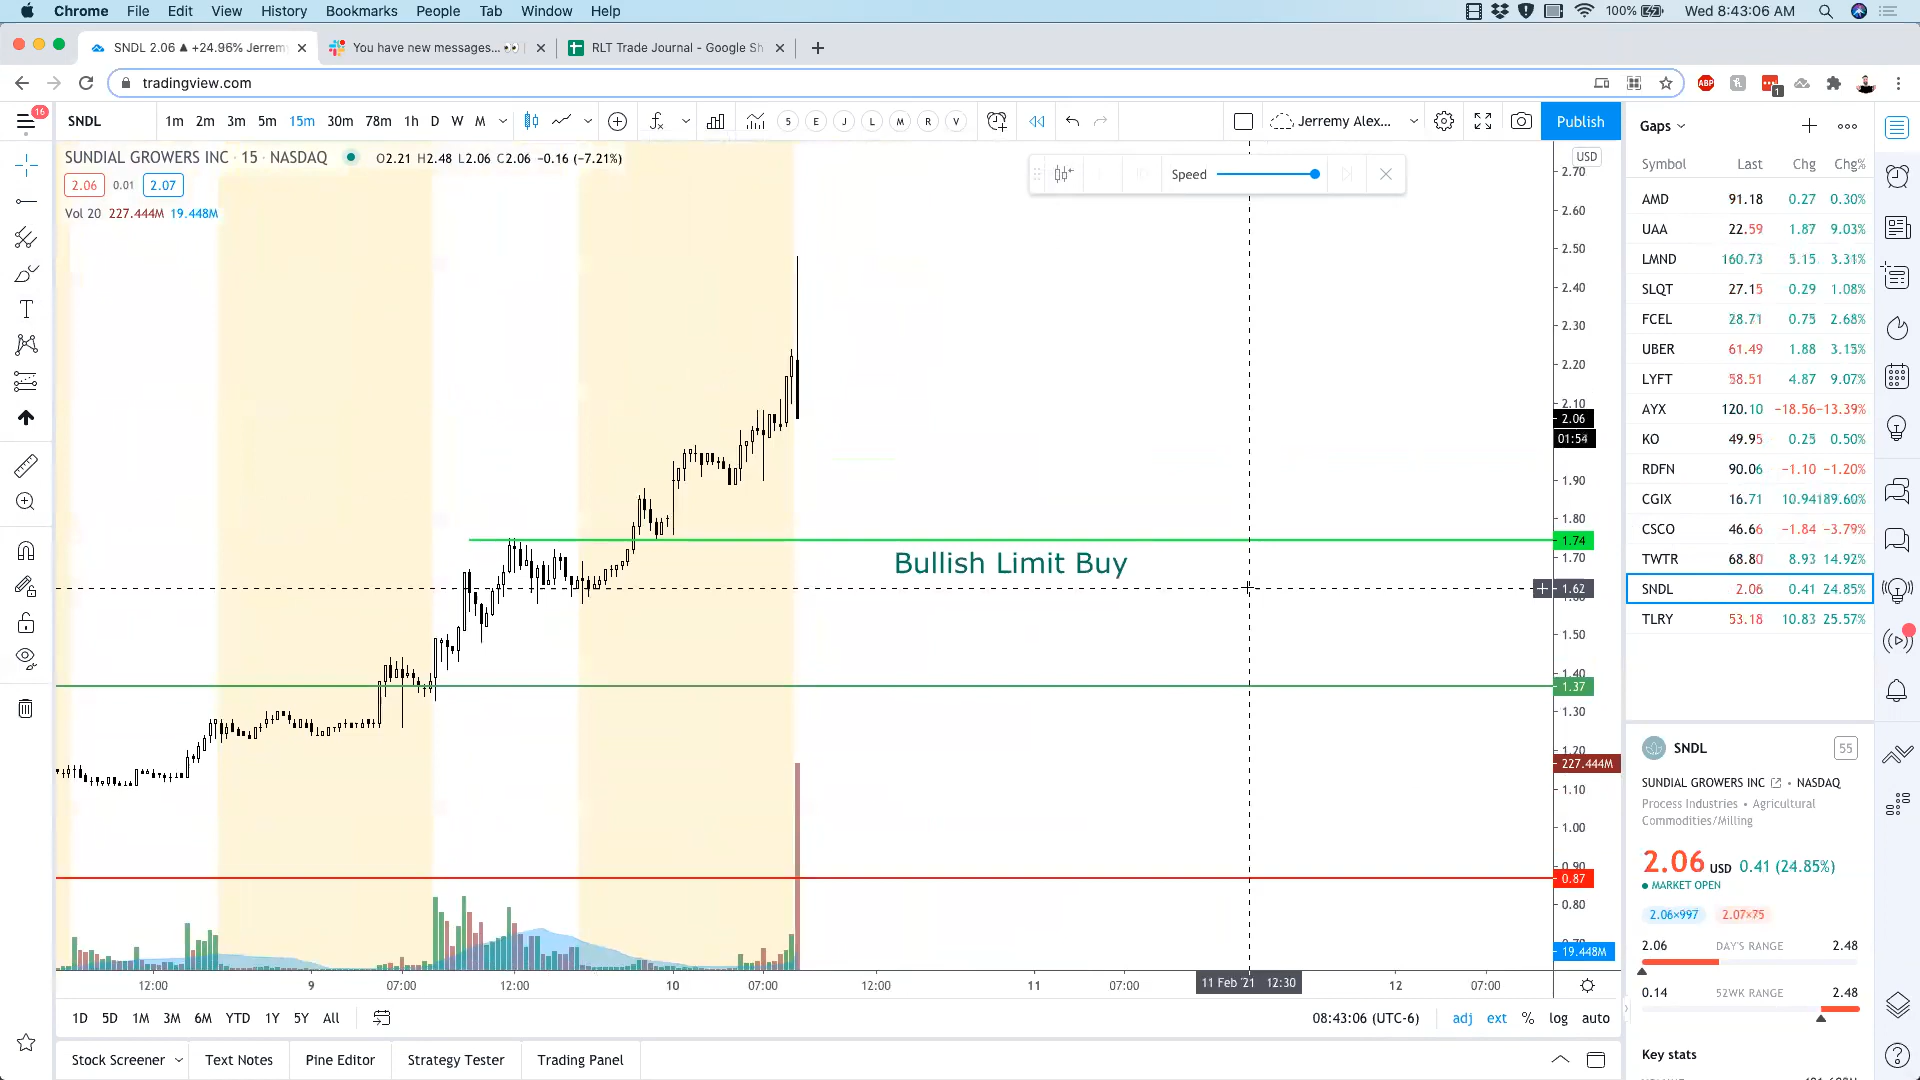 Chrome File Edit View History Bookmarks People Tab Window Help 100% Wed 8:43:06 AM
SNDL 2.06 ▲ +24.96% Jerremy You have new messages... RLT Trade Journal - Google Sh
tradingview.com ABP 1
16 SNDL 1m 2m 3m 5m 15m 30m 78m 1h D W M S E J L M R V Jerremy Alex... Publish
SUNDIAL GROWERS INC · 15 · NASDAQ O2.21 H2.48 L2.06 C2.06 −0.16 (−7.21%)
2.06 0.01 2.07
Vol 20 227.444M 19.448M
Speed
USD
2.70
2.60
2.50
2.40
2.30
2.20
2.10
2.06
01:54
1.90
1.80
1.74
1.70
Bullish Limit Buy
1.62
1.50
1.40
1.37
1.30
1.20
227.444M
1.10
1.00
0.90
0.87
0.80
19.448M
12:00 9 07:00 12:00 10 07:00 12:00 11 07:00 11 Feb '21 12:30 12 07:00
1D 5D 1M 3M 6M YTD 1Y 5Y All 08:43:06 (UTC-6) adj ext % log auto
Stock Screener Text Notes Pine Editor Strategy Tester Trading Panel
Gaps
Symbol Last Chg Chg%
AMD 91.18 0.27 0.30%
UAA 22.59 1.87 9.03%
LMND 160.73 5.15 3.31%
SLQT 27.15 0.29 1.08%
FCEL 28.71 0.75 2.68%
UBER 61.49 1.88 3.15%
LYFT 58.51 4.87 9.07%
AYX 120.10 −18.56 −13.39%
KO 49.95 0.25 0.50%
RDFN 90.06 −1.10 −1.20%
CGIX 16.71 10.94 189.60%
CSCO 46.66 −1.84 −3.79%
TWTR 68.80 8.93 14.92%
SNDL 2.06 0.41 24.85%
TLRY 53.18 10.83 25.57%
SNDL 55
SUNDIAL GROWERS INC • NASDAQ
Process Industries • Agricultural
Commodities/Milling
2.06 USD 0.41 (24.85%)
MARKET OPEN
2.06×997 2.07×75
2.06 DAY'S RANGE 2.48
0.14 52WK RANGE 2.48
Key stats